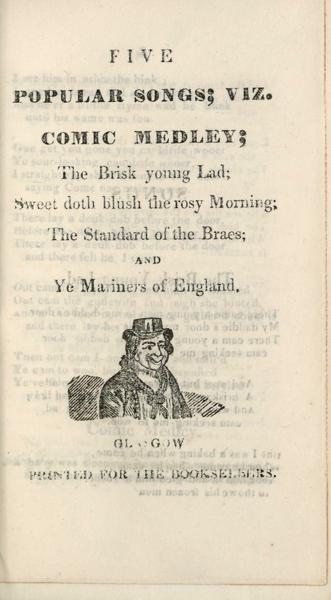 FIVE
POPULAR SONGS; VIZ.
COMIC MEDLEY;
The Brisk young Lad;
Sweet doth blush the rosy Morning;
The Standard of the Braes;
AND
Ye Mariners of England.
GLASGOW
PRINTED FOR THE BOOKSELLERS.